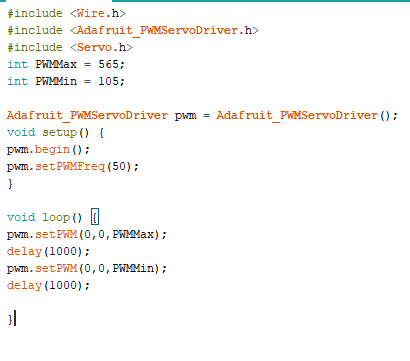 #include <Wire.h>
#include <Adafruit_PWMServoDriver.h>
#include <Servo.h>
int PWMMax = 565;
int PWMMin = 105;
Adafruit_PWMServoDriver pwm = Adafruit_PWMServoDriver();
void setup() {
pwm.begin();
pwm.setPWMFreq(50);
}
void loop() {
pwm.setPWM(0,0,PWMMax);
delay(1000);
pwm.setPWM(0,0,PWMMin);
delay(1000);
}